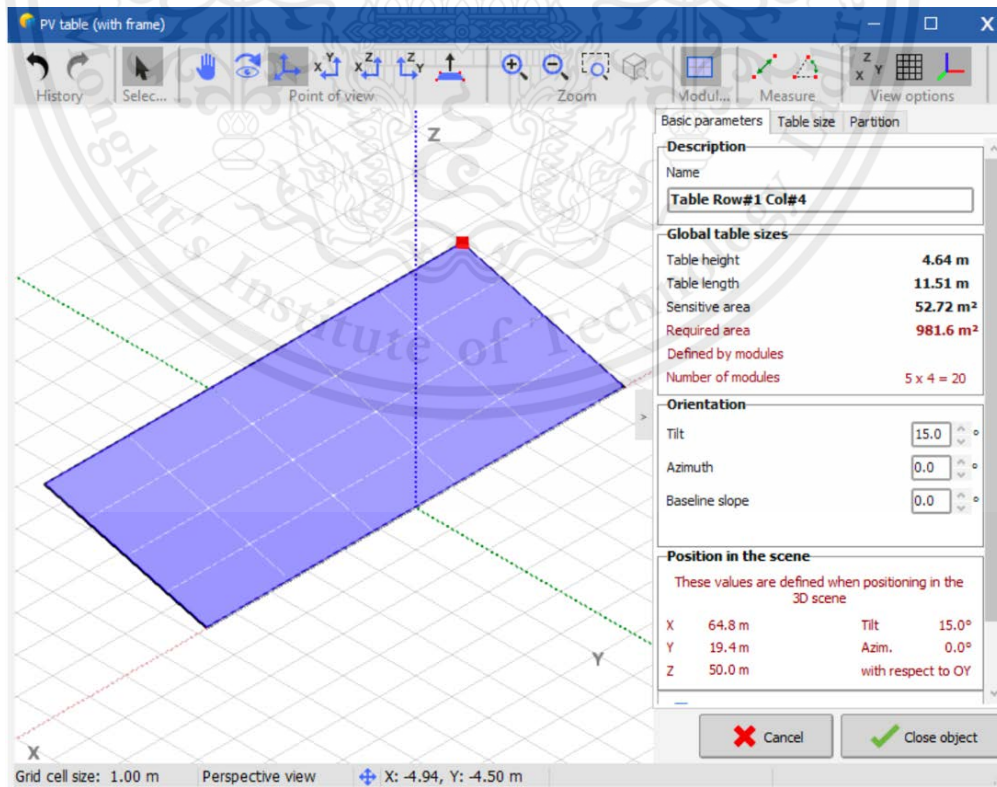 PV table (with frame)
History Selec... Point of view Zoom Modul... Measure View options
Basic parameters Table size Partition
Description
Name
Table Row#1 Col#4
Global table sizes
Table height 4.64 m
Table length 11.51 m
Sensitive area 52.72 m²
Required area 981.6 m²
Defined by modules
Number of modules 5 x 4 = 20
Orientation
Tilt 15.0 °
Azimuth 0.0 °
Baseline slope 0.0 °
Position in the scene
These values are defined when positioning in the
3D scene
X 64.8 m Tilt 15.0°
Y 19.4 m Azim. 0.0°
Z 50.0 m with respect to OY
Cancel Close object
Z
Y
X
Grid cell size: 1.00 m Perspective view X: -4.94, Y: -4.50 m